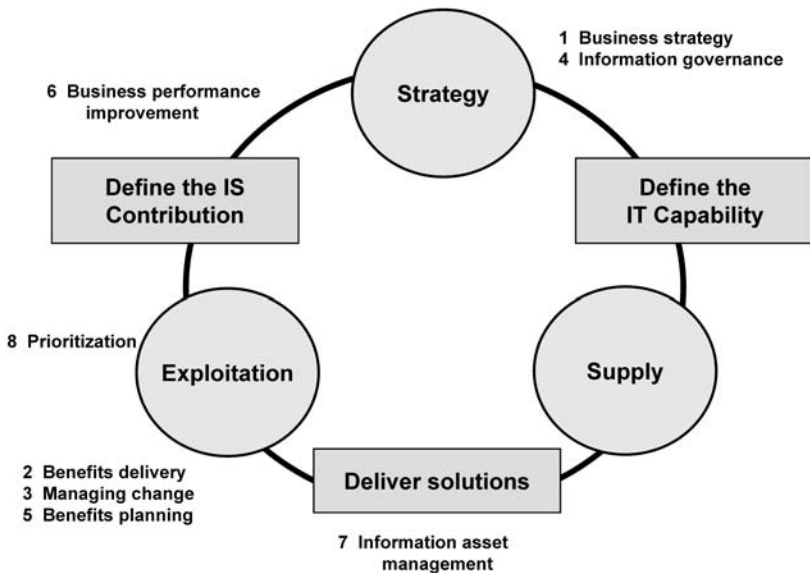 1 Business strategy
4 Information governance
Strategy
6 Business performance
improvement
Define the IS
Contribution
Define the
IT Capability
8 Prioritization
Exploitation
Supply
2 Benefits delivery
3 Managing change
5 Benefits planning
Deliver solutions
7 Information asset
management